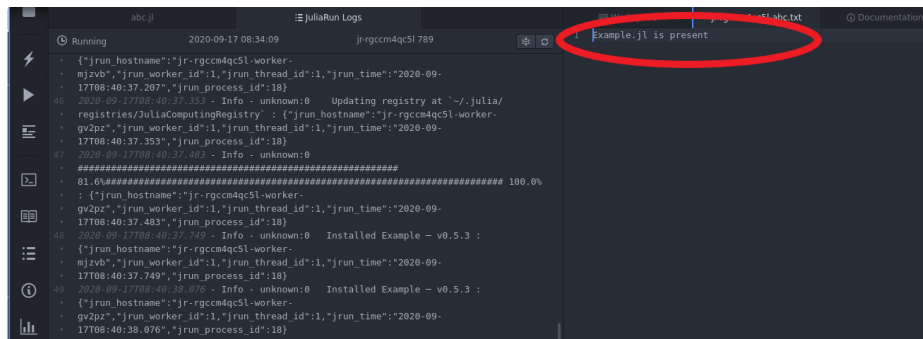 abc.jl
JuliaRun Logs
Documentation
Running 2020-09-17 08:34:09 jr-rgccm4qc5l 789
{"jrun_hostname":"jr-rgccm4qc5l-worker-
mjzvb","jrun_worker_id":1,"jrun_thread_id":1,"jrun_time":"2020-09-
17T08:40:37.207","jrun_process_id":18}
46 2020-09-17T08:40:37.353 - Info - unknown:0 Updating registry at `~/.julia/
registries/JuliaComputingRegistry` : {"jrun_hostname":"jr-rgccm4qc5l-worker-
gv2pz","jrun_worker_id":1,"jrun_thread_id":1,"jrun_time":"2020-09-
17T08:40:37.353","jrun_process_id":18}
47 2020-09-17T08:40:37.483 - Info - unknown:0
##########################################################
81.6%######################################################################## 100.0%
: {"jrun_hostname":"jr-rgccm4qc5l-worker-
gv2pz","jrun_worker_id":1,"jrun_thread_id":1,"jrun_time":"2020-09-
17T08:40:37.483","jrun_process_id":18}
48 2020-09-17T08:40:37.749 - Info - unknown:0 Installed Example ─ v0.5.3 :
{"jrun_hostname":"jr-rgccm4qc5l-worker-
mjzvb","jrun_worker_id":1,"jrun_thread_id":1,"jrun_time":"2020-09-
17T08:40:37.749","jrun_process_id":18}
49 2020-09-17T08:40:38.076 - Info - unknown:0 Installed Example ─ v0.5.3 :
{"jrun_hostname":"jr-rgccm4qc5l-worker-
gv2pz","jrun_worker_id":1,"jrun_thread_id":1,"jrun_time":"2020-09-
17T08:40:38.076","jrun_process_id":18}
1 Example.jl is present